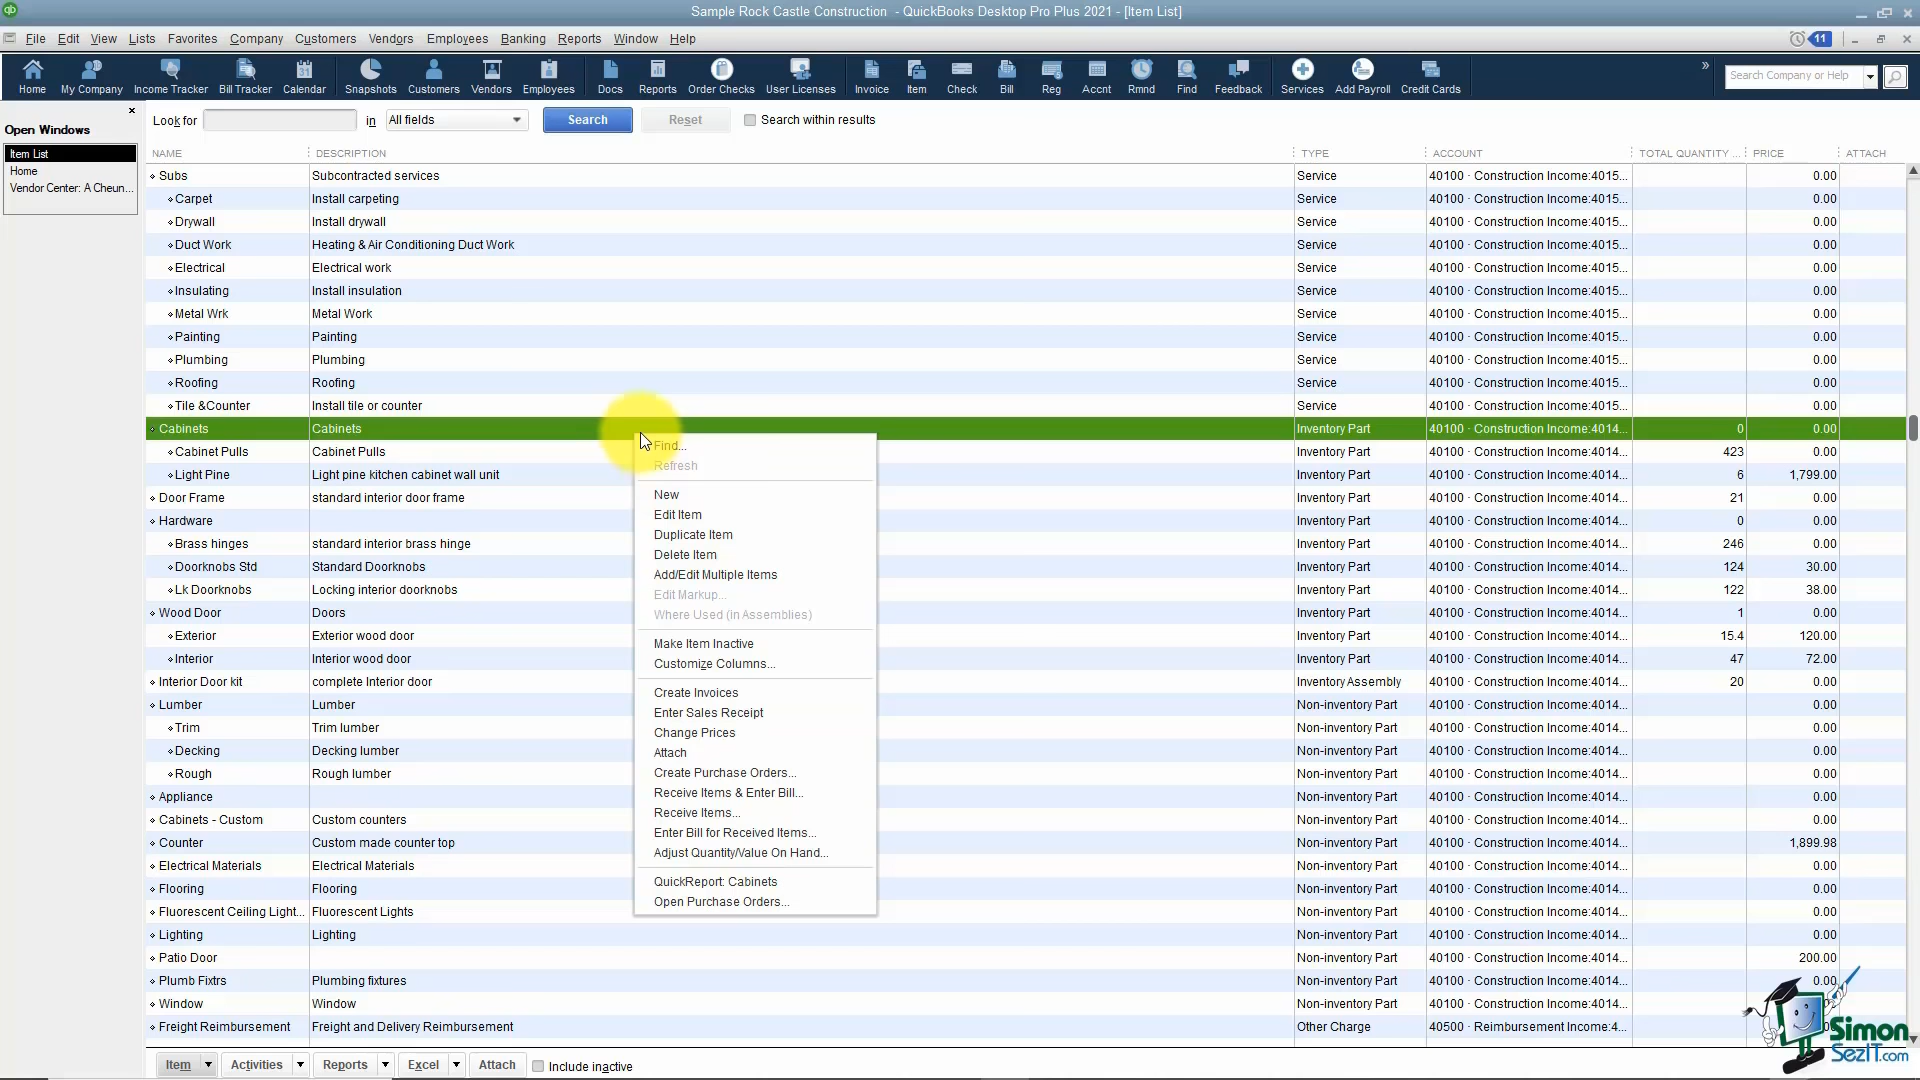 Sample Rock Castle Construction - QuickBooks Desktop Pro Plus 2021 - [Item List]
File Edit View Lists Favorites Company Customers Vendors Employees Banking Reports Window Help 11
Home My Company Income Tracker Bill Tracker Calendar Snapshots Customers Vendors Employees Docs Reports Order Checks User Licenses Invoice Item Check Bill Reg Accnt Rmnd Find Feedback Services Add Payroll Credit Cards Search Company or Help
Open Windows
Item List
Home
Vendor Center: A Cheun...
Look for in All fields Search Reset Search within results
NAME DESCRIPTION TYPE ACCOUNT TOTAL QUANTITY ... PRICE ATTACH
Subs Subcontracted services Service 40100 · Construction Income:4015... 0.00
Carpet Install carpeting Service 40100 · Construction Income:4015... 0.00
Drywall Install drywall Service 40100 · Construction Income:4015... 0.00
Duct Work Heating & Air Conditioning Duct Work Service 40100 · Construction Income:4015... 0.00
Electrical Electrical work Service 40100 · Construction Income:4015... 0.00
Insulating Install insulation Service 40100 · Construction Income:4015... 0.00
Metal Wrk Metal Work Service 40100 · Construction Income:4015... 0.00
Painting Painting Service 40100 · Construction Income:4015... 0.00
Plumbing Plumbing Service 40100 · Construction Income:4015... 0.00
Roofing Roofing Service 40100 · Construction Income:4015... 0.00
Tile &Counter Install tile or counter Service 40100 · Construction Income:4015... 0.00
Cabinets Cabinets Inventory Part 40100 · Construction Income:4014... 0 0.00
Cabinet Pulls Cabinet Pulls Inventory Part 40100 · Construction Income:4014... 423 0.00
Light Pine Light pine kitchen cabinet wall unit Inventory Part 40100 · Construction Income:4014... 6 1,799.00
Door Frame standard interior door frame Inventory Part 40100 · Construction Income:4014... 21 0.00
Hardware Inventory Part 40100 · Construction Income:4014... 0 0.00
Brass hinges standard interior brass hinge Inventory Part 40100 · Construction Income:4014... 246 0.00
Doorknobs Std Standard Doorknobs Inventory Part 40100 · Construction Income:4014... 124 30.00
Lk Doorknobs Locking interior doorknobs Inventory Part 40100 · Construction Income:4014... 122 38.00
Wood Door Doors Inventory Part 40100 · Construction Income:4014... 1 0.00
Exterior Exterior wood door Inventory Part 40100 · Construction Income:4014... 15.4 120.00
Interior Interior wood door Inventory Part 40100 · Construction Income:4014... 47 72.00
Interior Door kit complete Interior door Inventory Assembly 40100 · Construction Income:4014... 20 0.00
Lumber Lumber Non-inventory Part 40100 · Construction Income:4014... 0.00
Trim Trim lumber Non-inventory Part 40100 · Construction Income:4014... 0.00
Decking Decking lumber Non-inventory Part 40100 · Construction Income:4014... 0.00
Rough Rough lumber Non-inventory Part 40100 · Construction Income:4014... 0.00
Appliance Non-inventory Part 40100 · Construction Income:4014... 0.00
Cabinets - Custom Custom counters Non-inventory Part 40100 · Construction Income:4014... 0.00
Counter Custom made counter top Non-inventory Part 40100 · Construction Income:4014... 1,899.98
Electrical Materials Electrical Materials Non-inventory Part 40100 · Construction Income:4014... 0.00
Flooring Flooring Non-inventory Part 40100 · Construction Income:4014... 0.00
Fluorescent Ceiling Light... Fluorescent Lights Non-inventory Part 40100 · Construction Income:4014... 0.00
Lighting Lighting Non-inventory Part 40100 · Construction Income:4014... 0.00
Patio Door Non-inventory Part 40100 · Construction Income:4014... 200.00
Plumb Fixtrs Plumbing fixtures Non-inventory Part 40100 · Construction Income:4014... 0.00
Window Window Non-inventory Part 40100 · Construction Income:4014...
Freight Reimbursement Freight and Delivery Reimbursement Other Charge 40500 · Reimbursement Income:4...
Find...
Refresh
New
Edit Item
Duplicate Item
Delete Item
Add/Edit Multiple Items
Edit Markup...
Where Used (in Assemblies)
Make Item Inactive
Customize Columns...
Create Invoices
Enter Sales Receipt
Change Prices
Attach
Create Purchase Orders...
Receive Items & Enter Bill...
Receive Items...
Enter Bill for Received Items...
Adjust Quantity/Value On Hand...
QuickReport: Cabinets
Open Purchase Orders...
Simon
SezIT.com
Item Activities Reports Excel Attach Include inactive